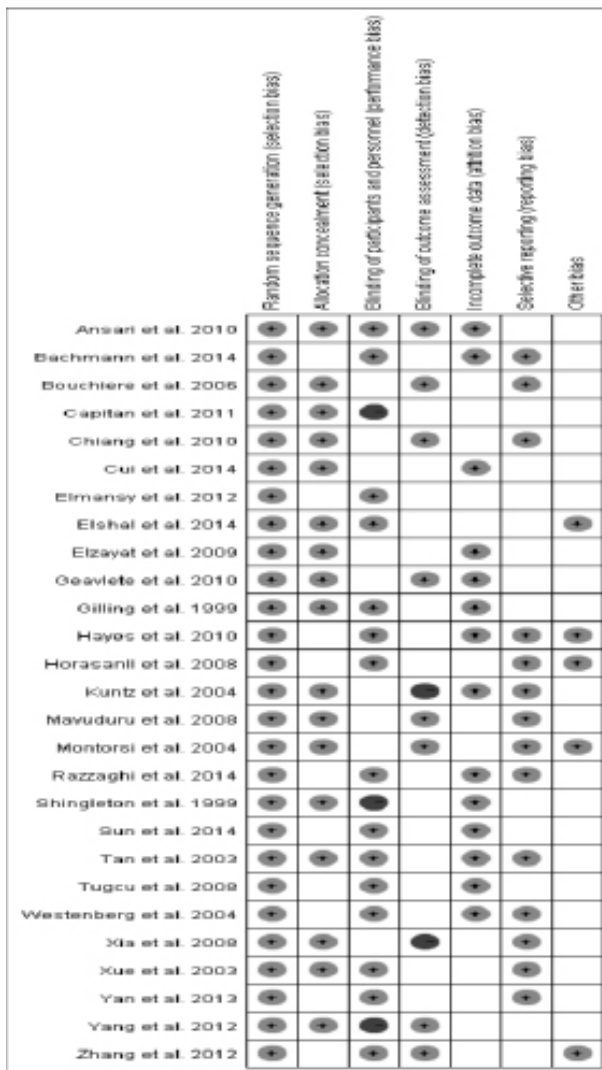 Random sequence generation (selection bias)
Allocation concealment (selection bias)
Blinding of participants and personnel (performance bias)
Blinding of outcome assessment (detection bias)
Incomplete outcome data (attrition bias)
Selective reporting (reporting bias)
Other bias
Ansari et al. 2010 + + + + +
Bachmann et al. 2014 + + + +
Bouchiere et al. 2006 + + + +
Capitan et al. 2011 + +
Chiang et al. 2010 + + + +
Cui et al. 2014 + + +
Elmansy et al. 2012 + +
Elshal et al. 2014 + + + +
Elzayat et al. 2009 + + +
Geavlete et al. 2010 + + + +
Gilling et al. 1999 + + + +
Hayes et al. 2010 + + + + +
Horasanli et al. 2008 + + + +
Kuntz et al. 2004 + + - + +
Mavuduru et al. 2008 + + + +
Montorsi et al. 2004 + + + + +
Razzaghi et al. 2014 + + + +
Shingleton et al. 1999 + + +
Sun et al. 2014 + + +
Tan et al. 2003 + + + + +
Tugcu et al. 2008 + + +
Westenberg et al. 2004 + + + +
Xia et al. 2008 + + - +
Xue et al. 2003 + + + +
Yan et al. 2013 + + +
Yang et al. 2012 + + +
Zhang et al. 2012 + + + +